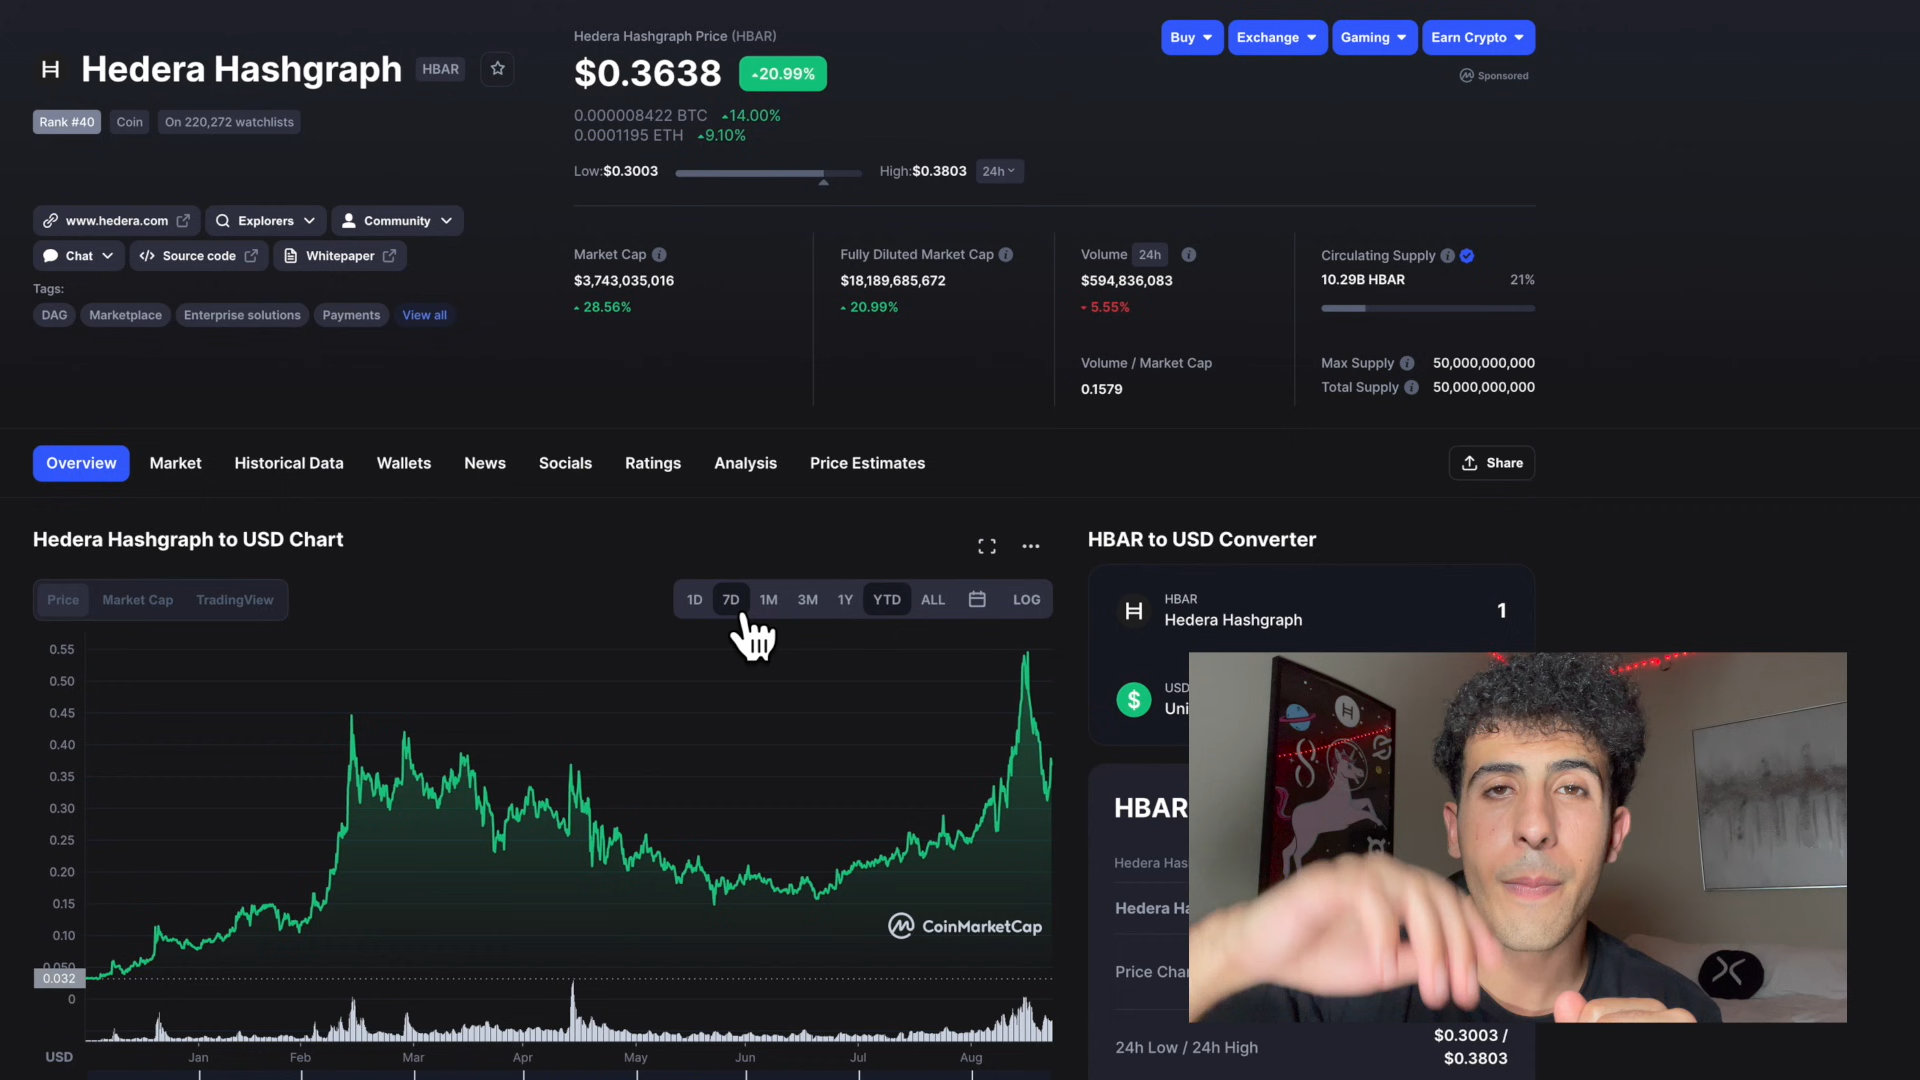 Hedera Hashgraph HBAR
Rank #40 Coin On 220,272 watchlists
www.hedera.com Explorers Community
Chat Source code Whitepaper
Tags:
DAG Marketplace Enterprise solutions Payments View all
Hedera Hashgraph Price (HBAR)
$0.3638 20.99%
0.000008422 BTC 14.00%
0.0001195 ETH 9.10%
Low:$0.3003 High:$0.3803 24h
Buy Exchange Gaming Earn Crypto
Sponsored
Market Cap
$3,743,035,016
28.56%
Fully Diluted Market Cap
$18,189,685,672
20.99%
Volume 24h
$594,836,083
5.55%
Volume / Market Cap
0.1579
Circulating Supply
10.29B HBAR 21%
Max Supply 50,000,000,000
Total Supply 50,000,000,000
Overview Market Historical Data Wallets News Socials Ratings Analysis Price Estimates Share
Hedera Hashgraph to USD Chart
Price Market Cap TradingView 1D 7D 1M 3M 1Y YTD ALL LOG
0.55
0.50
0.45
0.40
0.35
0.30
0.25
0.20
0.15
0.10
0.050
0.032
0
CoinMarketCap
USD Jan Feb Mar Apr May Jun Jul Aug
HBAR to USD Converter
HBAR
Hedera Hashgraph 1
USD
Uni
HBAR
Hedera Has
Hedera Ha
Price Char
24h Low / 24h High
$0.3003 /
$0.3803